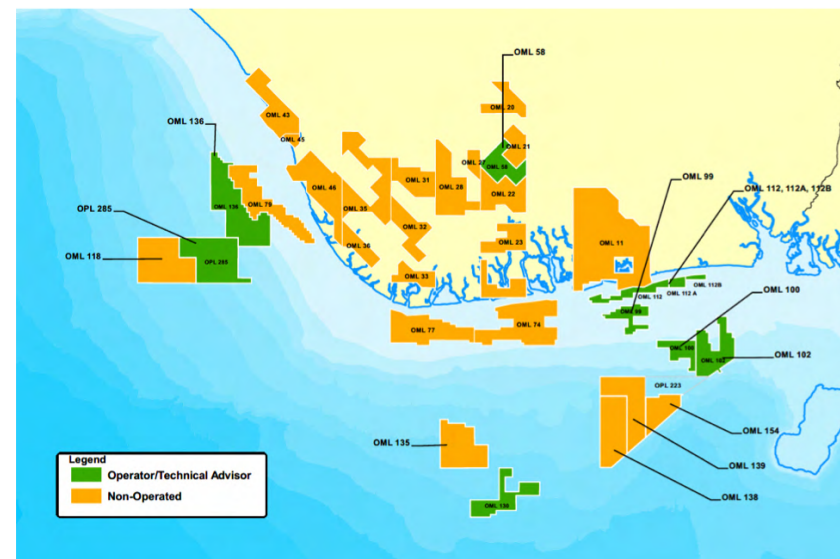 OML 58
OML 20
OML 43
OML 136
OML 45
OML 21
OML 27
OML 58
OML 99
OML 31
OML 28
OML 46
OML 22
OML 112, 112A, 112B
OML 79
OML 35
OPL 285
OML 136
OML 32
OML 23
OML 36
OML 11
OML 118
OPL 285
OML 33
OML 112B
OML 100
OML 112
OML 112 A
OML 99
OML 77
OML 74
OML 100
OML 102
OML 102
OPL 223
OML 154
OML 135
OML 139
Legend
Operator/Technical Advisor
Non-Operated
OML 138